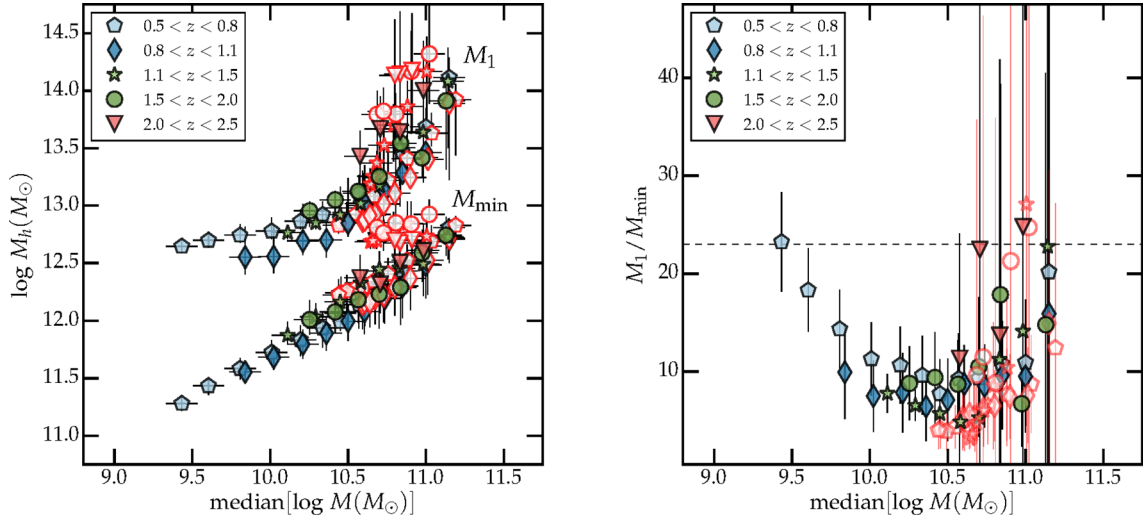 14.5
14.0
13.5
13.0
12.5
12.0
11.5
11.0
log M_h(M_⊙)
0.5 < z < 0.8
0.8 < z < 1.1
1.1 < z < 1.5
1.5 < z < 2.0
2.0 < z < 2.5
M_1
M_min
9.0 9.5 10.0 10.5 11.0 11.5
median[log M(M_⊙)]
40
30
20
10
M_1/M_min
0.5 < z < 0.8
0.8 < z < 1.1
1.1 < z < 1.5
1.5 < z < 2.0
2.0 < z < 2.5
9.0 9.5 10.0 10.5 11.0 11.5
median[log M(M_⊙)]